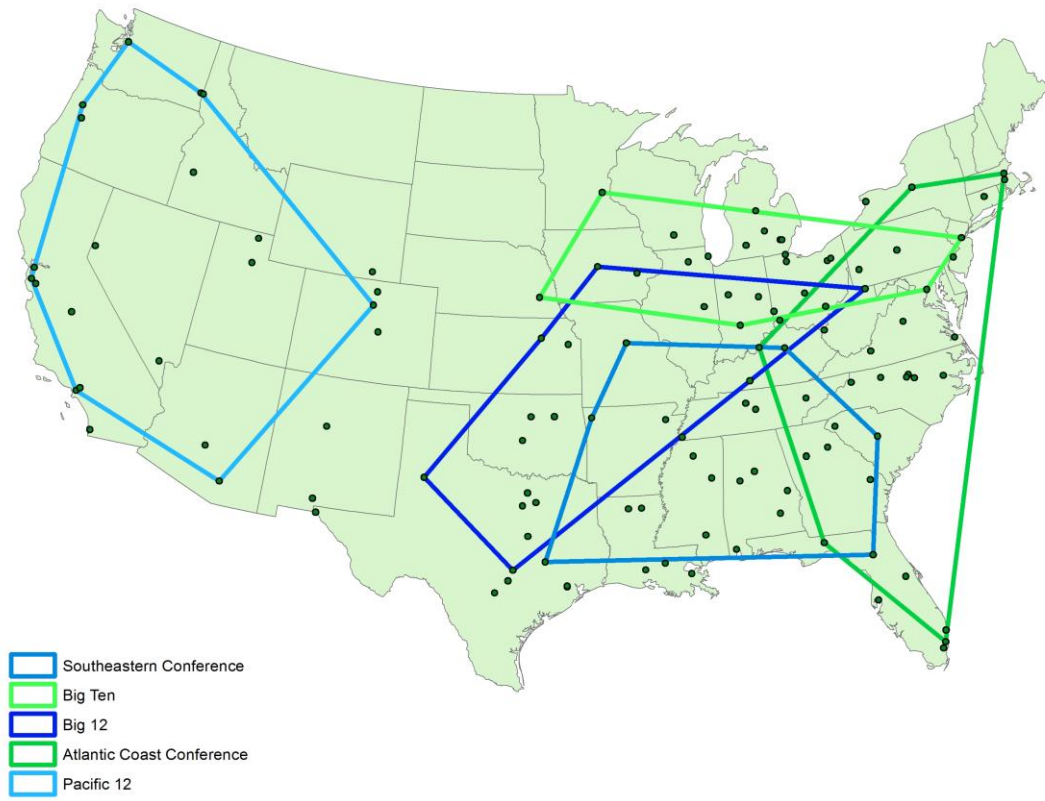 Southeastern Conference
Big Ten
Big 12
Atlantic Coast Conference
Pacific 12